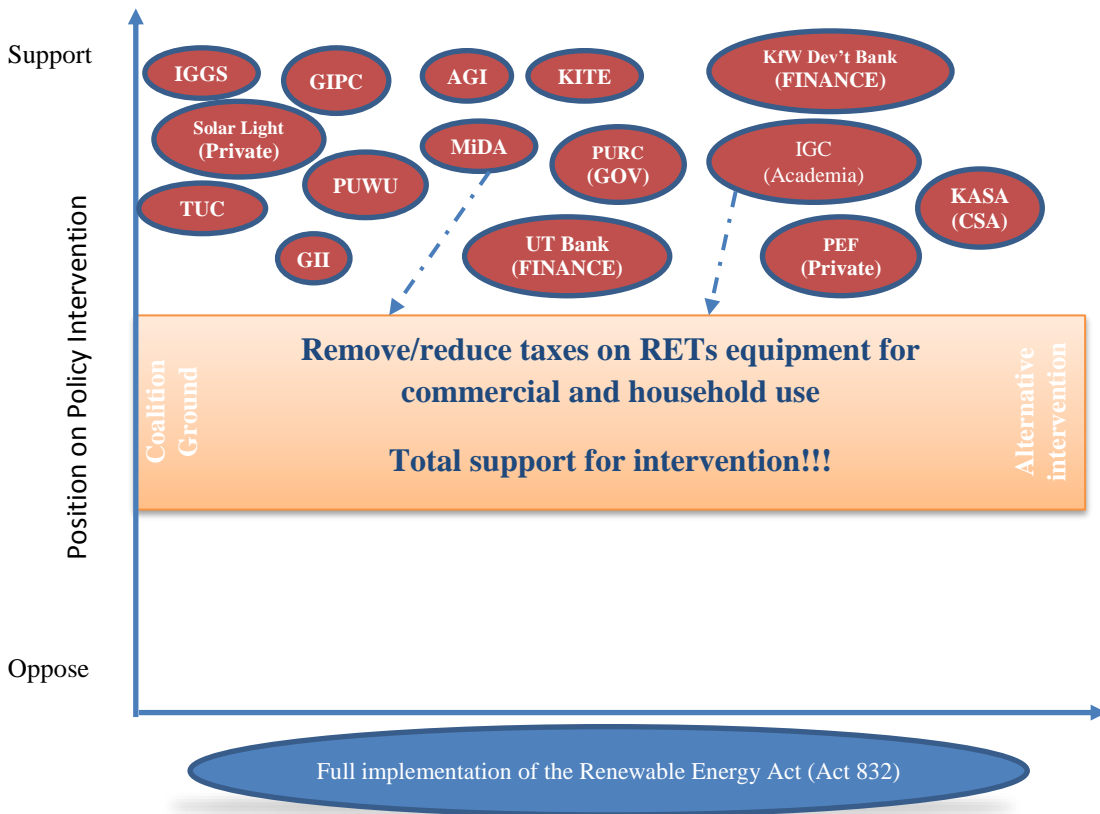 Support
IGGS
GIPC
AGI
KITE
KfW Dev't Bank
(FINANCE)
Solar Light
(Private)
MiDA
PURC
(GOV)
IGC
(Academia)
PUWU
TUC
KASA
(CSA)
GII
UT Bank
(FINANCE)
PEF
(Private)
Position on Policy Intervention
Coalition
Ground
Remove/reduce taxes on RETs equipment for
commercial and household use
Total support for intervention!!!
Alternative
intervention
Oppose
Full implementation of the Renewable Energy Act (Act 832)